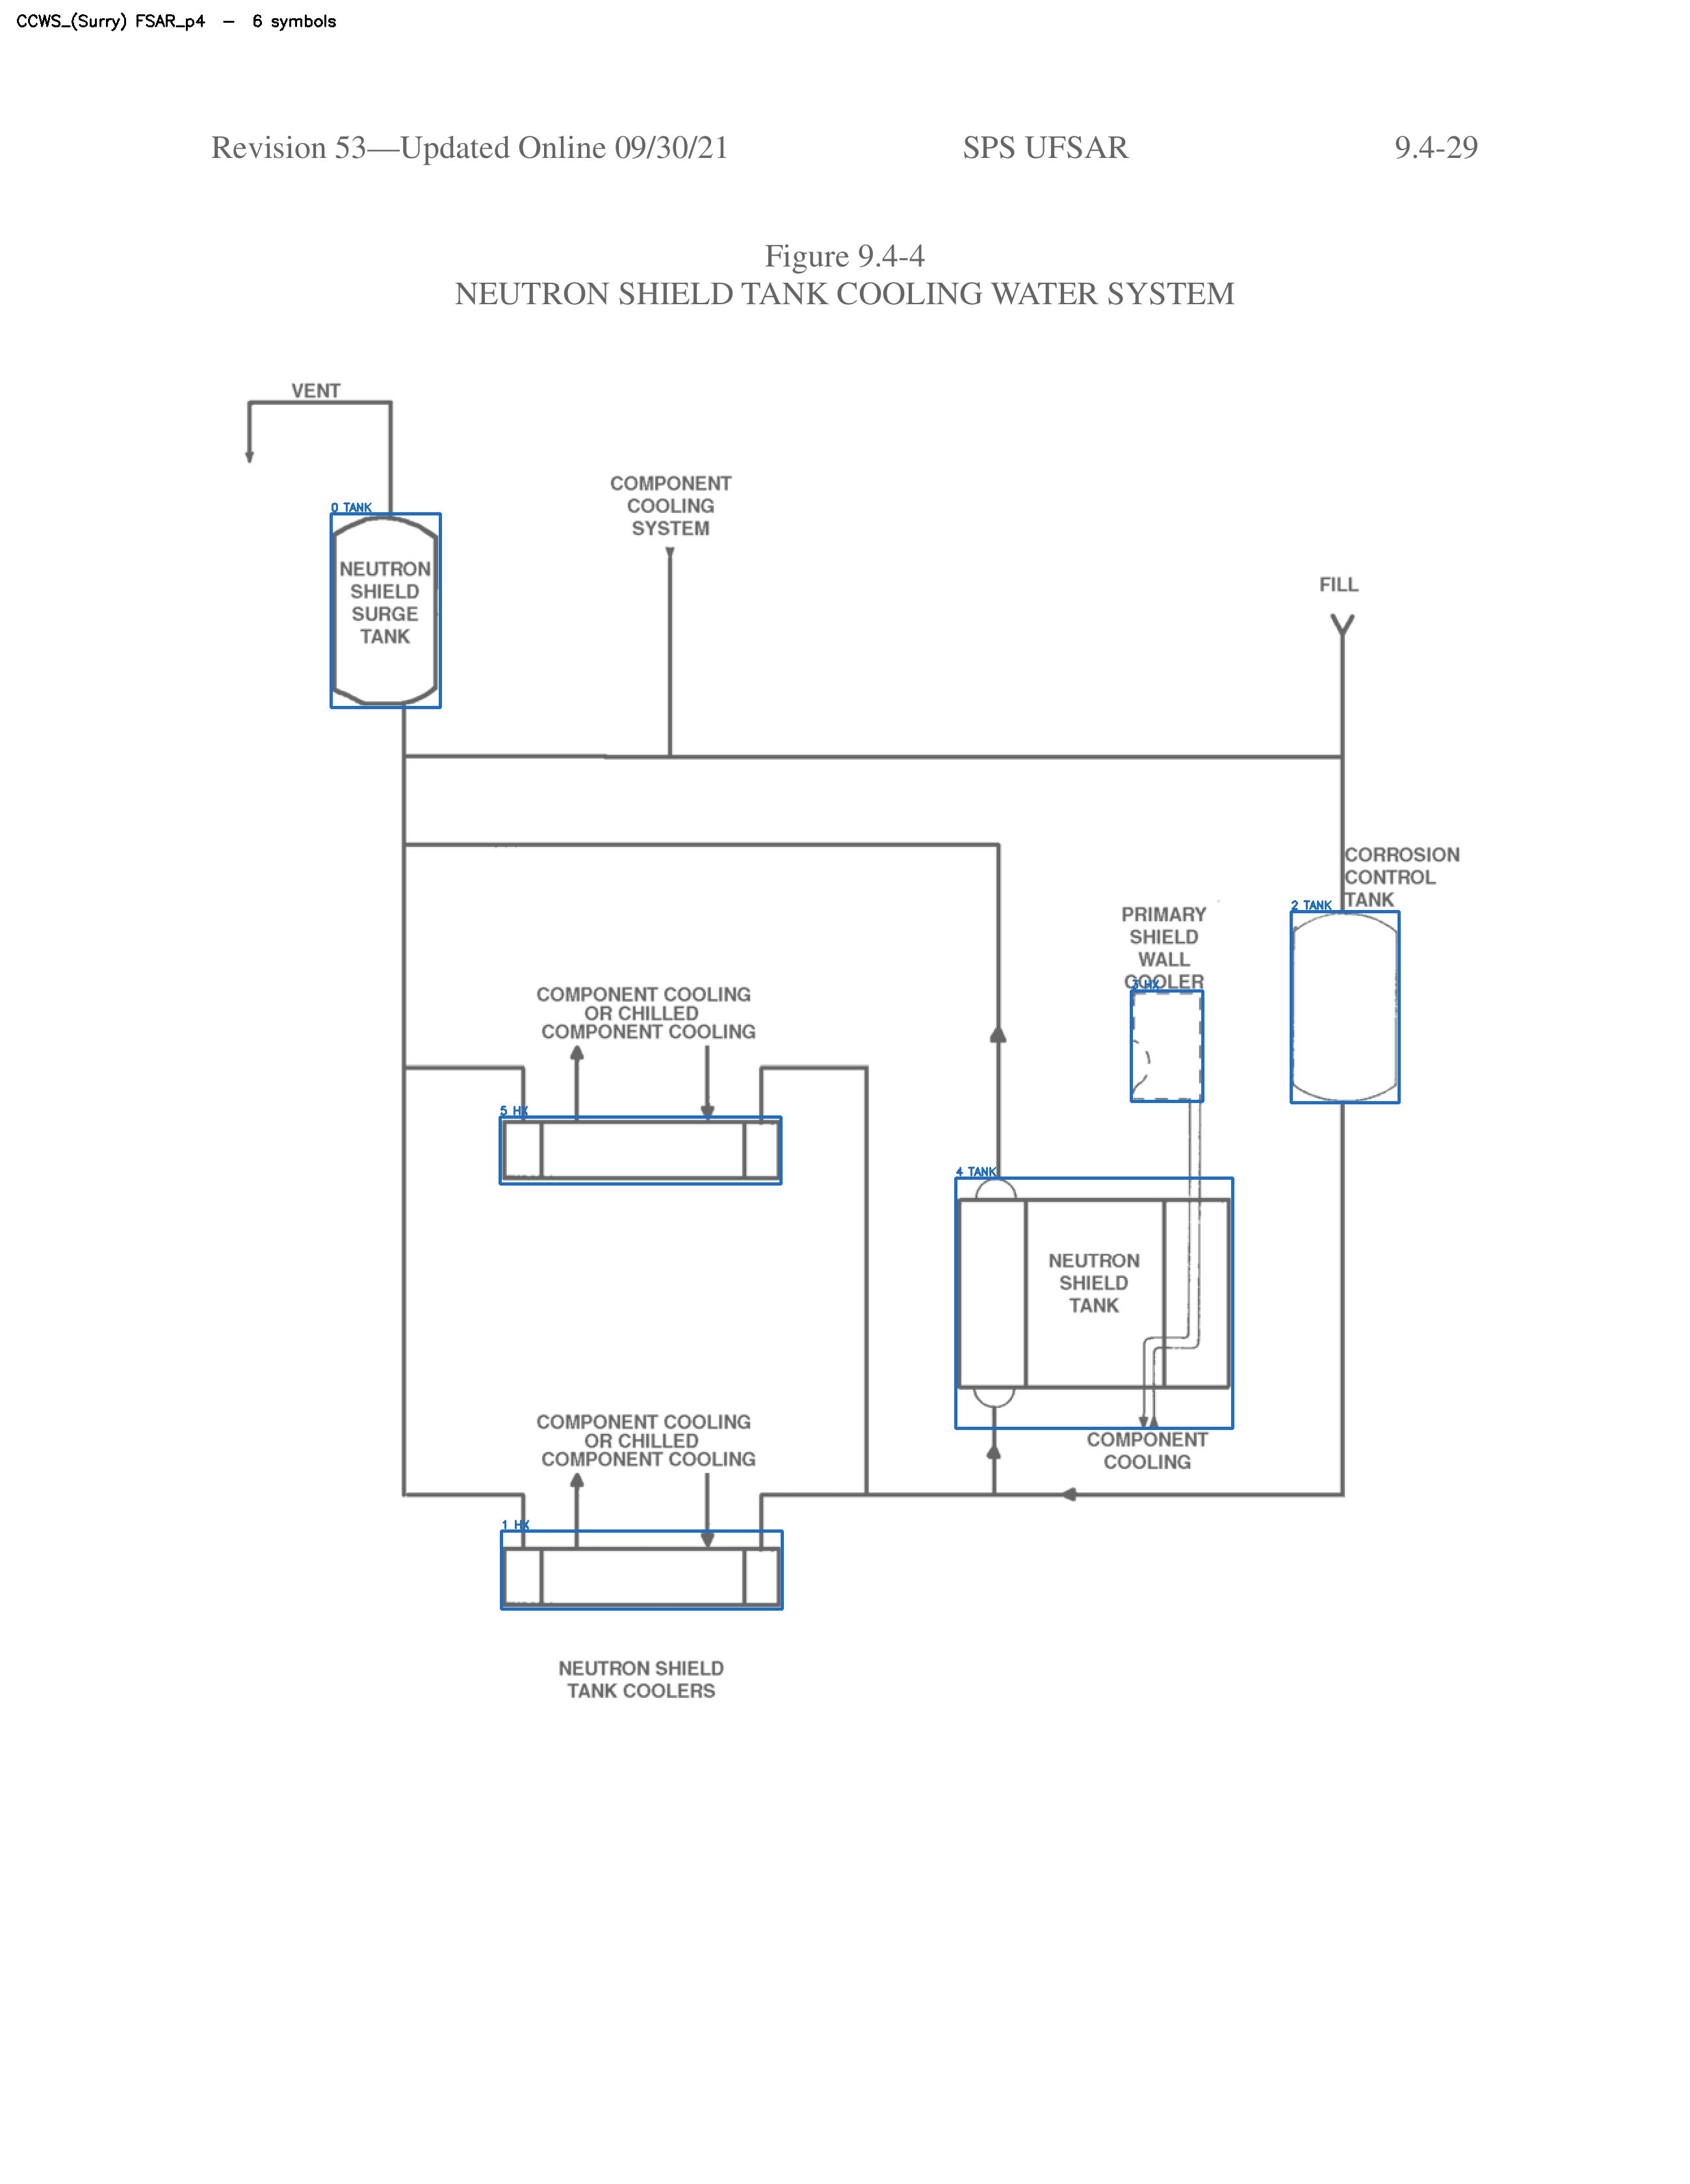 CCWS_(Surry) FSAR_p4 — 6 symbols
Revision 53—Updated Online 09/30/21 SPS UFSAR 9.4-29
Figure 9.4-4
NEUTRON SHIELD TANK COOLING WATER SYSTEM
VENT
COMPONENT
COOLING
SYSTEM
0 TANK
NEUTRON
SHIELD
SURGE
TANK
FILL
CORROSION
CONTROL
TANK
2 TANK
PRIMARY
SHIELD
WALL
COOLER
3 HX
COMPONENT COOLING
OR CHILLED
COMPONENT COOLING
5 HX
4 TANK
NEUTRON
SHIELD
TANK
COMPONENT
COOLING
COMPONENT COOLING
OR CHILLED
COMPONENT COOLING
1 HX
NEUTRON SHIELD
TANK COOLERS